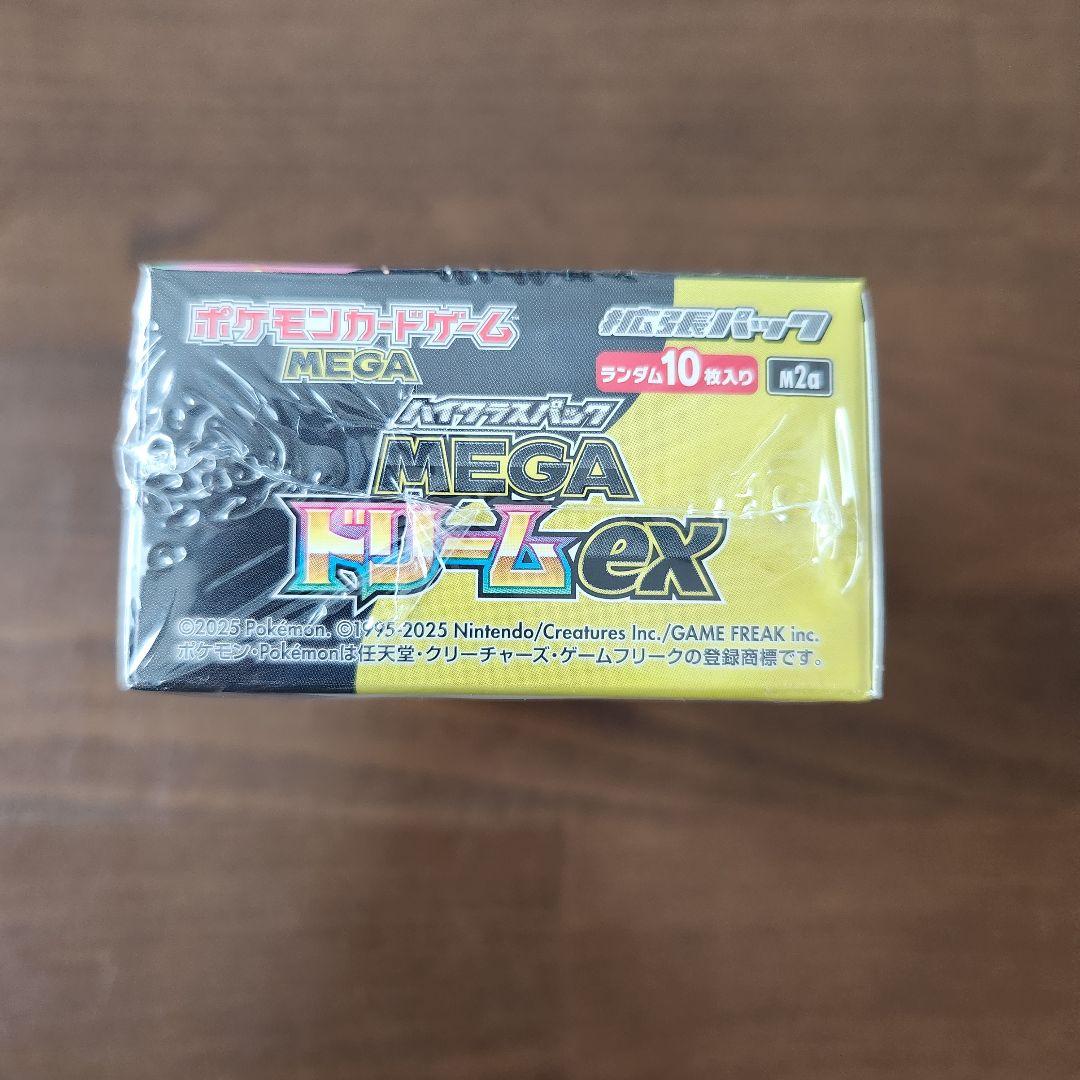 ポケモンカードゲーム 拡張パック
MEGA ランダム10枚入り M2a
ハイクラスパック
MEGA
ドリームex
©2025 Pokémon. ©1995-2025 Nintendo/Creatures Inc./GAME FREAK inc.
ポケモン・Pokémonは任天堂・クリーチャーズ・ゲームフリークの登録商標です。